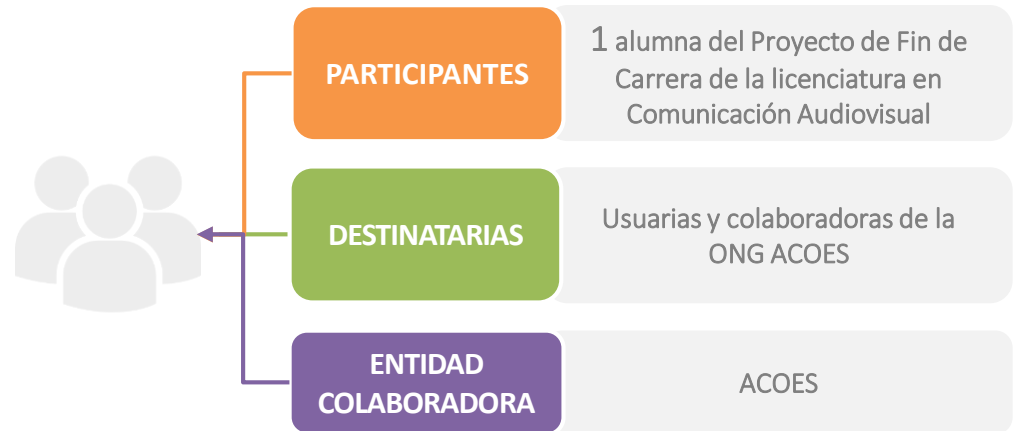 PARTICIPANTES
1 alumna del Proyecto de Fin de
Carrera de la licenciatura en
Comunicación Audiovisual
DESTINATARIAS
Usuarias y colaboradoras de la
ONG ACOES
ENTIDAD
COLABORADORA
ACOES